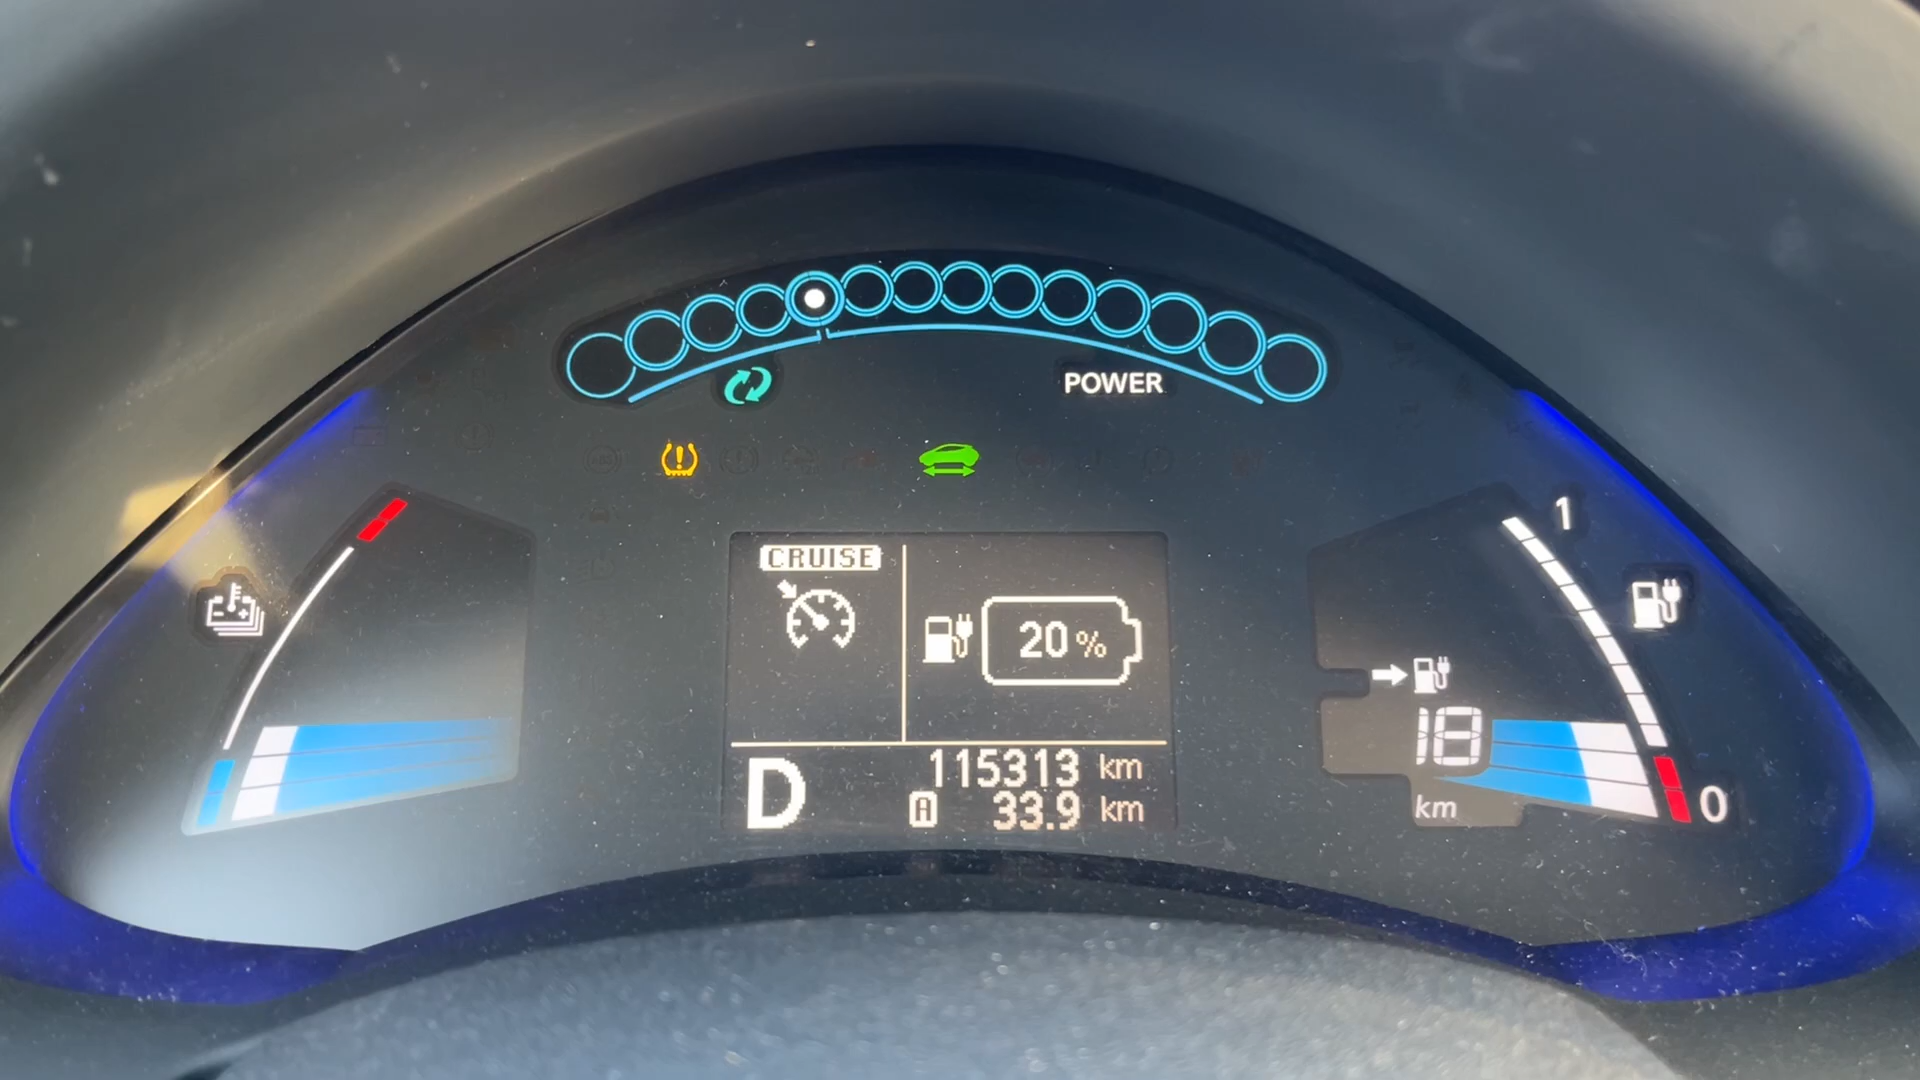 POWER
CRUISE
20 %
D
115313 km
A 33.9 km
1
18
km
0